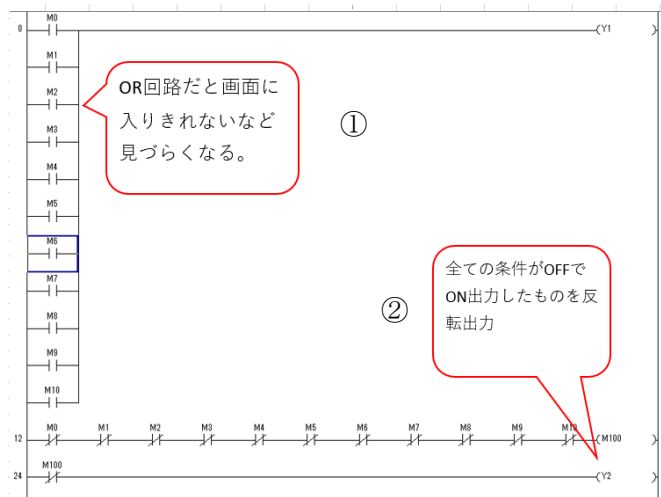 0 M0 (Y1 )
M1
M2
OR回路だと画面に
入りきれないなど
見づらくなる。
①
M3
M4
M5
M6
M7
M8
M9
M10
②
全ての条件がOFFで
ON出力したものを反
転出力
12 M0 M1 M2 M3 M4 M5 M6 M7 M8 M9 M10 (M100 )
24 M100 (Y2 )